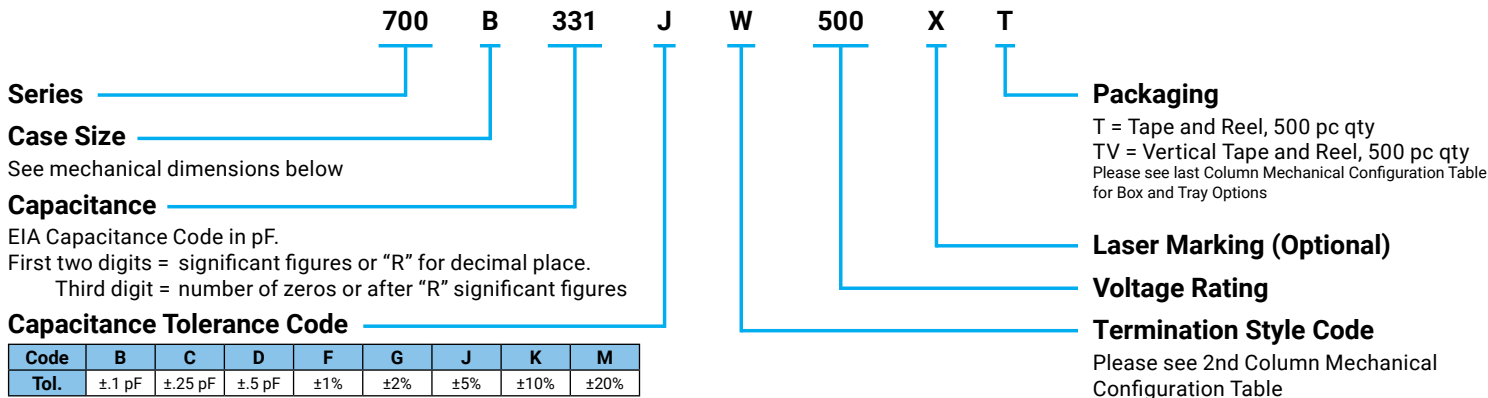 700 B 331 J W 500 X T
Series
Case Size
See mechanical dimensions below
Capacitance
EIA Capacitance Code in pF.
First two digits = significant figures or “R” for decimal place.
Third digit = number of zeros or after “R” significant figures
Capacitance Tolerance Code
Code B C D F G J K M
Tol. ±.1 pF ±.25 pF ±.5 pF ±1% ±2% ±5% ±10% ±20%
Packaging
T = Tape and Reel, 500 pc qty
TV = Vertical Tape and Reel, 500 pc qty
Please see last Column Mechanical Configuration Table
for Box and Tray Options
Laser Marking (Optional)
Voltage Rating
Termination Style Code
Please see 2nd Column Mechanical
Configuration Table